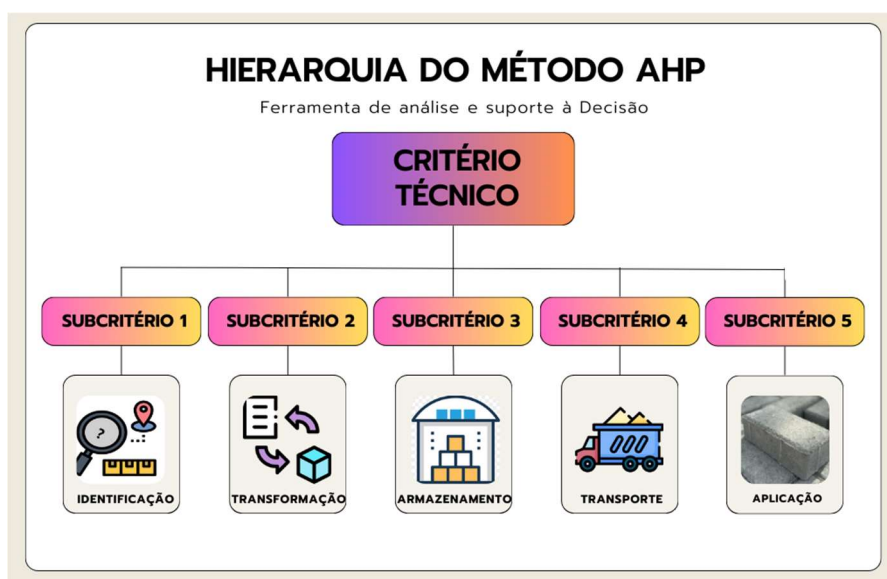 HIERARQUIA DO MÉTODO AHP
Ferramenta de análise e suporte à Decisão
CRITÉRIO
TÉCNICO
SUBCRITÉRIO 1
SUBCRITÉRIO 2
SUBCRITÉRIO 3
SUBCRITÉRIO 4
SUBCRITÉRIO 5
?
IDENTIFICAÇÃO
TRANSFORMAÇÃO
ARMAZENAMENTO
TRANSPORTE
APLICAÇÃO